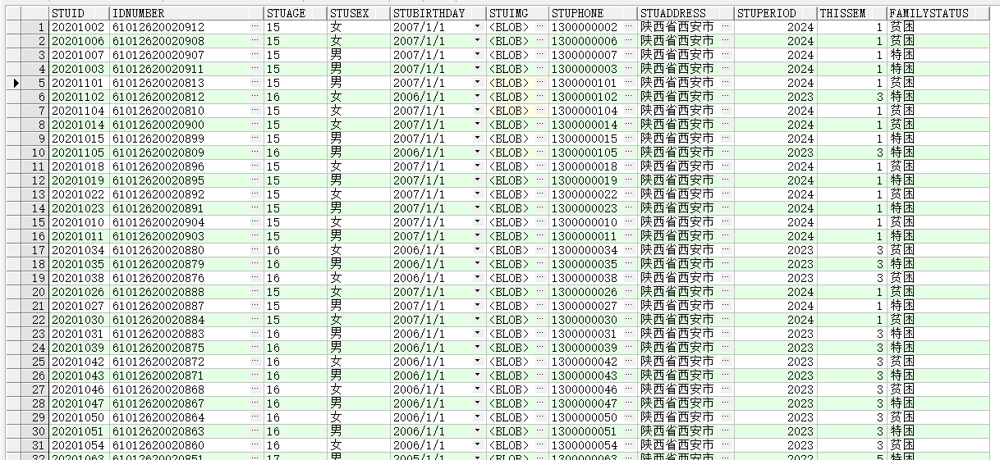 STUID IDNUMBER STUAGE STUSEX STUBIRTHDAY STUIMG STUPHONE STUADDRESS STUPERIOD THISSEM FAMILYSTATUS
1 20201002 61012620020912 ... 15 女 2007/1/1 <BLOB> ... 1300000002 ... 陕西省西安市 ... 2024 1 贫困
2 20201006 61012620020908 ... 15 女 2007/1/1 <BLOB> ... 1300000006 ... 陕西省西安市 ... 2024 1 贫困
3 20201007 61012620020907 ... 15 男 2007/1/1 <BLOB> ... 1300000007 ... 陕西省西安市 ... 2024 1 特困
4 20201003 61012620020911 ... 15 男 2007/1/1 <BLOB> ... 1300000003 ... 陕西省西安市 ... 2024 1 特困
5 20201101 61012620020813 ... 15 男 2007/1/1 <BLOB> ... 1300000101 ... 陕西省西安市 ... 2024 1 贫困
6 20201102 61012620020812 ... 16 女 2006/1/1 <BLOB> ... 1300000102 ... 陕西省西安市 ... 2023 3 特困
7 20201104 61012620020810 ... 15 女 2007/1/1 <BLOB> ... 1300000104 ... 陕西省西安市 ... 2024 1 贫困
8 20201014 61012620020900 ... 15 女 2007/1/1 <BLOB> ... 1300000014 ... 陕西省西安市 ... 2024 1 贫困
9 20201015 61012620020899 ... 15 男 2007/1/1 <BLOB> ... 1300000015 ... 陕西省西安市 ... 2024 1 特困
10 20201105 61012620020809 ... 16 男 2006/1/1 <BLOB> ... 1300000105 ... 陕西省西安市 ... 2023 3 特困
11 20201018 61012620020896 ... 15 女 2007/1/1 <BLOB> ... 1300000018 ... 陕西省西安市 ... 2024 1 贫困
12 20201019 61012620020895 ... 15 男 2007/1/1 <BLOB> ... 1300000019 ... 陕西省西安市 ... 2024 1 特困
13 20201022 61012620020892 ... 15 女 2007/1/1 <BLOB> ... 1300000022 ... 陕西省西安市 ... 2024 1 贫困
14 20201023 61012620020891 ... 15 男 2007/1/1 <BLOB> ... 1300000023 ... 陕西省西安市 ... 2024 1 特困
15 20201010 61012620020904 ... 15 女 2007/1/1 <BLOB> ... 1300000010 ... 陕西省西安市 ... 2024 1 贫困
16 20201011 61012620020903 ... 15 男 2007/1/1 <BLOB> ... 1300000011 ... 陕西省西安市 ... 2024 1 特困
17 20201034 61012620020880 ... 16 女 2006/1/1 <BLOB> ... 1300000034 ... 陕西省西安市 ... 2023 3 贫困
18 20201035 61012620020879 ... 16 男 2006/1/1 <BLOB> ... 1300000035 ... 陕西省西安市 ... 2023 3 特困
19 20201038 61012620020876 ... 16 女 2006/1/1 <BLOB> ... 1300000038 ... 陕西省西安市 ... 2023 3 贫困
20 20201026 61012620020888 ... 15 女 2007/1/1 <BLOB> ... 1300000026 ... 陕西省西安市 ... 2024 1 贫困
21 20201027 61012620020887 ... 15 男 2007/1/1 <BLOB> ... 1300000027 ... 陕西省西安市 ... 2024 1 特困
22 20201030 61012620020884 ... 15 女 2007/1/1 <BLOB> ... 1300000030 ... 陕西省西安市 ... 2024 1 贫困
23 20201031 61012620020883 ... 16 男 2006/1/1 <BLOB> ... 1300000031 ... 陕西省西安市 ... 2023 3 特困
24 20201039 61012620020875 ... 16 男 2006/1/1 <BLOB> ... 1300000039 ... 陕西省西安市 ... 2023 3 特困
25 20201042 61012620020872 ... 16 女 2006/1/1 <BLOB> ... 1300000042 ... 陕西省西安市 ... 2023 3 贫困
26 20201043 61012620020871 ... 16 男 2006/1/1 <BLOB> ... 1300000043 ... 陕西省西安市 ... 2023 3 特困
27 20201046 61012620020868 ... 16 女 2006/1/1 <BLOB> ... 1300000046 ... 陕西省西安市 ... 2023 3 贫困
28 20201047 61012620020867 ... 16 男 2006/1/1 <BLOB> ... 1300000047 ... 陕西省西安市 ... 2023 3 特困
29 20201050 61012620020864 ... 16 女 2006/1/1 <BLOB> ... 1300000050 ... 陕西省西安市 ... 2023 3 贫困
30 20201051 61012620020863 ... 16 男 2006/1/1 <BLOB> ... 1300000051 ... 陕西省西安市 ... 2023 3 特困
31 20201054 61012620020860 ... 16 女 2006/1/1 <BLOB> ... 1300000054 ... 陕西省西安市 ... 2023 3 贫困
32 20201063 61012620020851 ... 17 男 2005/1/1 <BLOB> ... 1300000063 ... 陕西省西安市 ... 2022 5 特困